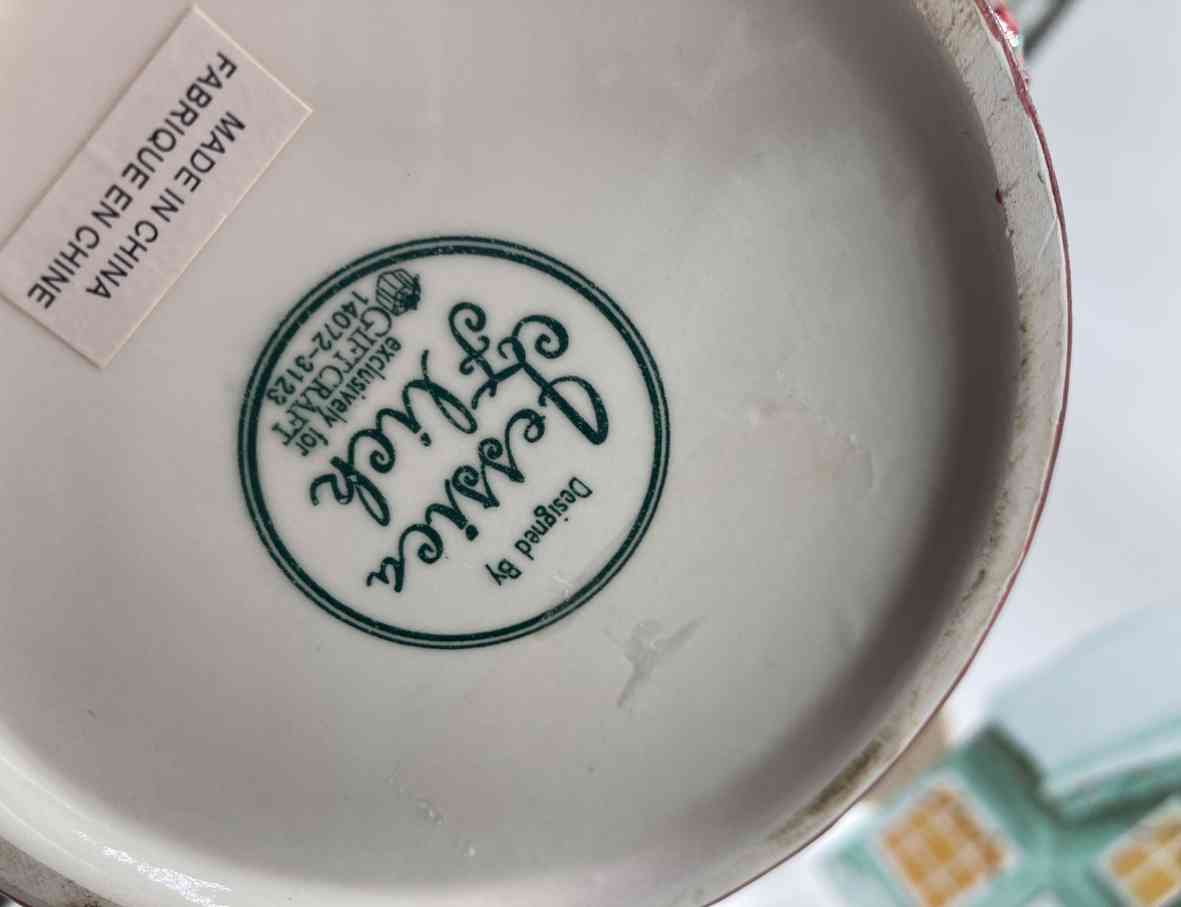 MADE IN CHINA
FABRIQUE EN CHINE
Designed By
Jessica
Flick
exclusively for
GIFTCRAFT
14072-3123